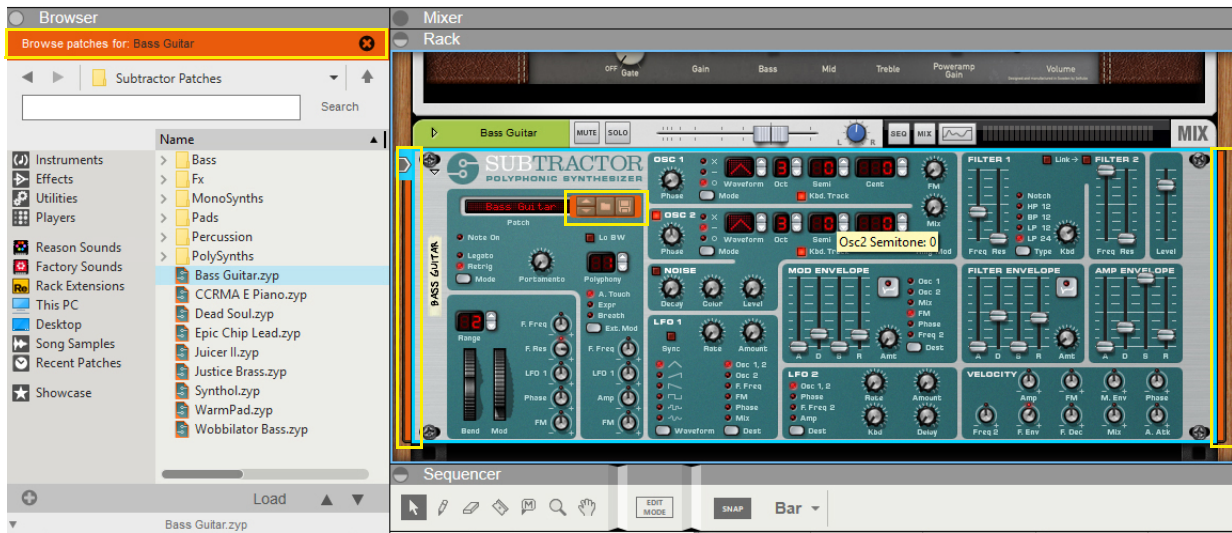 Browser
Browse patches for: Bass Guitar
Subtractor Patches
Search
Name
Instruments
Effects
Utilities
Players
Reason Sounds
Factory Sounds
Rack Extensions
This PC
Desktop
Song Samples
Recent Patches
Showcase
Bass
Fx
MonoSynths
Pads
Percussion
PolySynths
Bass Guitar.zyp
CCRMA E Piano.zyp
Dead Soul.zyp
Epic Chip Lead.zyp
Juicer II.zyp
Justice Brass.zyp
Synthol.zyp
WarmPad.zyp
Wobbilator Bass.zyp
Load
Bass Guitar.zyp
Mixer
Rack
OFF Gate Gain Bass Mid Treble Poweramp Gain Volume
Bass Guitar MUTE SOLO L R SEQ MIX MIX
SUBTRACTOR
POLYPHONIC SYNTHESIZER
Bass Guitar
Patch
BASS GUITAR
Note On
Lo BW
Legato
Retrig
Mode
Portamento
Polyphony
A. Touch
Expr
Breath
Ext. Mod
Range
Bend Mod
F. Freq
F. Res
LFO 1
Phase
FM
F. Freq
LFO 1
Amp
FM
OSC 1
Phase Mode Waveform Oct Semi Cent Kbd. Track FM
OSC 2
Phase Mode Waveform Oct Semi Kbd. Track Mix
Osc2 Semitone: 0
NOISE
Decay Color Level
LFO 1
Sync Rate Amount
Osc 1, 2
Osc 2
F. Freq
FM
Phase
Mix
Waveform Dest
MOD ENVELOPE
A D S R Amt
Osc 1
Osc 2
Mix
FM
Phase
Freq 2
Dest
LFO 2
Osc 1, 2
Phase
F. Freq 2
Amp
Dest
Rate Amount
Kbd Delay
FILTER 1 Link FILTER 2
Notch
HP 12
BP 12
LP 12
LP 24
Freq Res Type Kbd Freq Res Level
FILTER ENVELOPE
A D S R Amt
AMP ENVELOPE
A D S R
VELOCITY
Amp FM M. Env Phase
Freq 2 F. Env F. Dec Mix A. Atk
Sequencer
M
EDIT MODE
SNAP
Bar